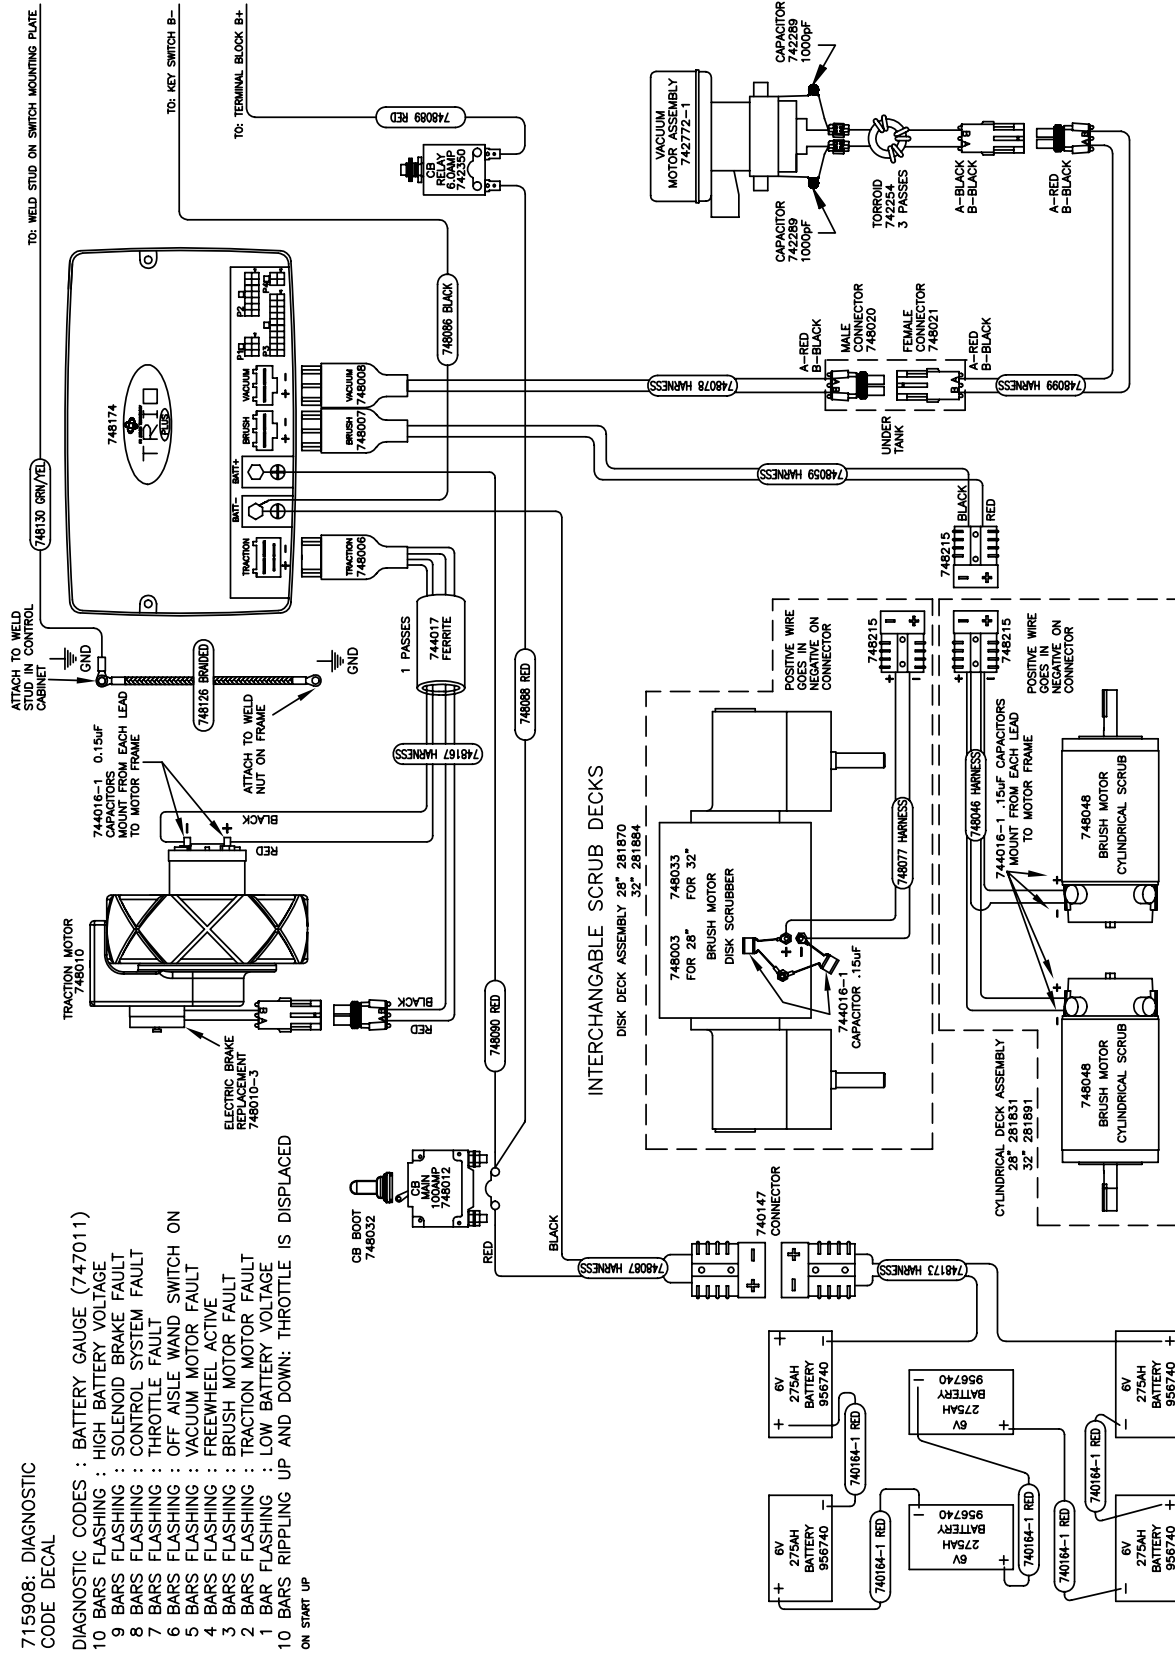 715908: DIAGNOSTIC
CODE DECAL
DIAGNOSTIC CODES : BATTERY GAUGE (747011)
10 BARS FLASHING : HIGH BATTERY VOLTAGE
9 BARS FLASHING : SOLENOID BRAKE FAULT
8 BARS FLASHING : CONTROL SYSTEM FAULT
7 BARS FLASHING : THROTTLE FAULT
6 BARS FLASHING : OFF AISLE WAND SWITCH ON
5 BARS FLASHING : VACUUM MOTOR FAULT
4 BARS FLASHING : FREEWHEEL ACTIVE
3 BARS FLASHING : BRUSH MOTOR FAULT
2 BARS FLASHING : TRACTION MOTOR FAULT
1 BAR FLASHING : LOW BATTERY VOLTAGE
10 BARS RIPPLING UP AND DOWN: THROTTLE IS DISPLACED
ON START UP
TRACTION MOTOR
748010
ELECTRIC BRAKE
REPLACEMENT
748010-3
B A
A B
RED
BLACK
744016-1 0.15uF
CAPACITORS
MOUNT FROM EACH LEAD
TO MOTOR FRAME
- +
RED
BLACK
ATTACH TO WELD
STUD IN CONTROL
CABINET
GND
748126 BRAIDED
ATTACH TO WELD
NUT ON FRAME
GND
748130 GRN/YEL
TO: WELD STUD ON SWITCH MOUNTING PLATE
TO: KEY SWITCH B-
TO: TERMINAL BLOCK B+
748174
TRIO
PLUS
TRACTION
+ -
BATT-
BATT+
BRUSH
+ -
VACUUM
+ -
P1
P2
P3
P4
TRACTION
748006
BRUSH
748007
VACUUM
748008
1 PASSES
744017
FERRITE
748167 HARNESS
748086 BLACK
748089 RED
CB
RELAY
6.0AMP
742350
748088 RED
748090 RED
CB BOOT
748032
CB
MAIN
100AMP
748012
RED
BLACK
748087 HARNESS
740147
CONNECTOR
+ -
- +
748173 HARNESS
6V
275AH
BATTERY
956740
+ -
6V
275AH
BATTERY
956740
+ -
6V
275AH
BATTERY
956740
+ -
6V
275AH
BATTERY
956740
+ -
6V
275AH
BATTERY
956740
- +
6V
275AH
BATTERY
956740
- +
740164-1 RED
740164-1 RED
740164-1 RED
740164-1 RED
740164-1 RED
INTERCHANGABLE SCRUB DECKS
DISK DECK ASSEMBLY 28" 281870
32" 281884
748003
FOR 28"
748033
FOR 32"
BRUSH MOTOR
DISK SCRUBBER
+ -
744016-1
CAPACITOR .15uF
748077 HARNESS
+ -
748215
- +
POSITIVE WIRE
GOES IN
NEGATIVE ON
CONNECTOR
CYLINDRICAL DECK ASSEMBLY
28" 281831
32" 281891
748048
BRUSH MOTOR
CYLINDRICAL SCRUB
- +
748048
BRUSH MOTOR
CYLINDRICAL SCRUB
- +
744016-1 .15uF CAPACITORS
MOUNT FROM EACH LEAD
TO MOTOR FRAME
748046 HARNESS
+ -
748215
- +
POSITIVE WIRE
GOES IN
NEGATIVE ON
CONNECTOR
748215
- +
BLACK
RED
748059 HARNESS
748078 HARNESS
A-RED
B-BLACK
MALE
CONNECTOR
748020
FEMALE
CONNECTOR
748021
UNDER
TANK
A-RED
B-BLACK
748099 HARNESS
VACUUM
MOTOR ASSEMBLY
742772-1
CAPACITOR
742289
1000pF
CAPACITOR
742289
1000pF
TORROID
742254
3 PASSES
A-BLACK
B-BLACK
B A
A-RED
B-BLACK
A B